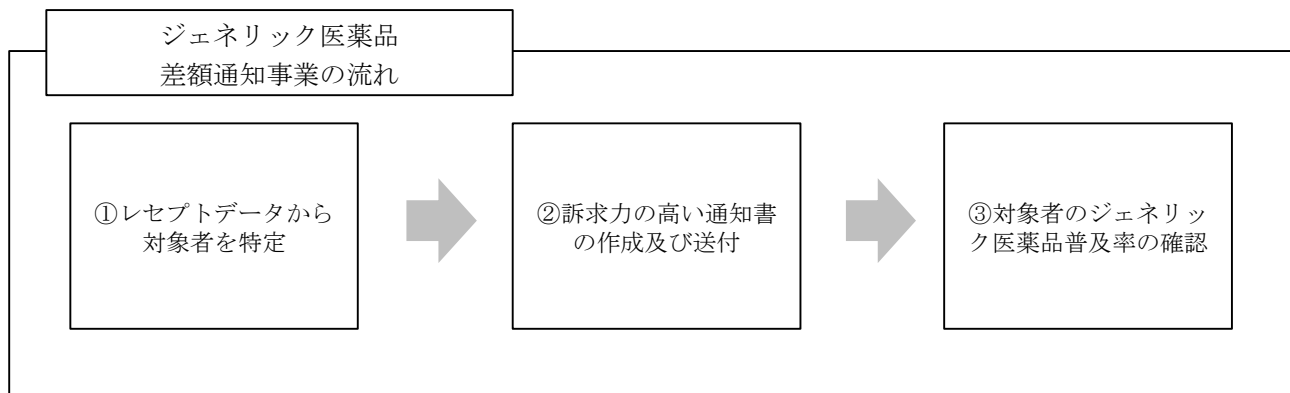 ジェネリック医薬品
差額通知事業の流れ
①レセプトデータから
対象者を特定
②訴求力の高い通知書
の作成及び送付
③対象者のジェネリッ
ク医薬品普及率の確認